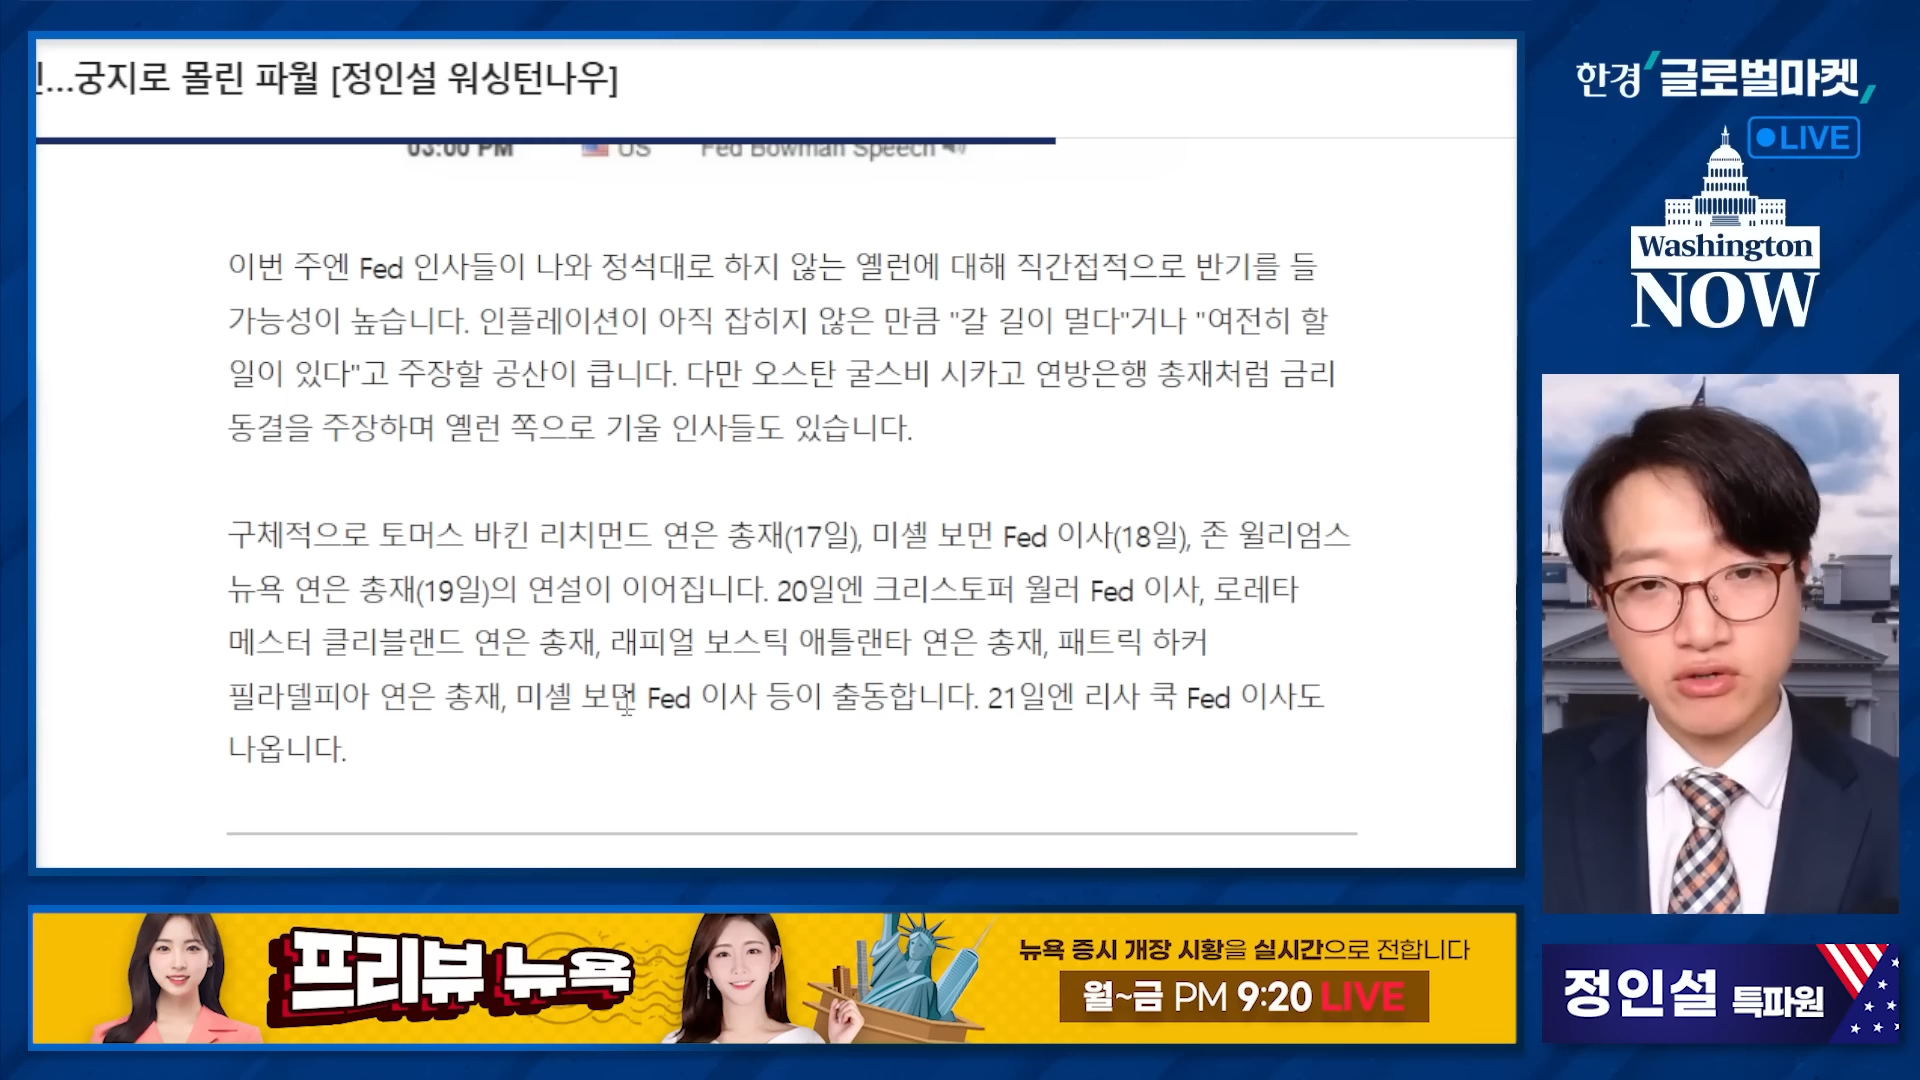 ...궁지로 몰린 파월 [정인설 워싱턴나우]
03:00 PM US Fed Bowman Speech
이번 주엔 Fed 인사들이 나와 정석대로 하지 않는 옐런에 대해 직간접적으로 반기를 들
가능성이 높습니다. 인플레이션이 아직 잡히지 않은 만큼 "갈 길이 멀다"거나 "여전히 할
일이 있다"고 주장할 공산이 큽니다. 다만 오스탄 굴스비 시카고 연방은행 총재처럼 금리
동결을 주장하며 옐런 쪽으로 기울 인사들도 있습니다.
구체적으로 토머스 바킨 리치먼드 연은 총재(17일), 미셸 보먼 Fed 이사(18일), 존 윌리엄스
뉴욕 연은 총재(19일)의 연설이 이어집니다. 20일엔 크리스토퍼 월러 Fed 이사, 로레타
메스터 클리블랜드 연은 총재, 래피얼 보스틱 애틀랜타 연은 총재, 패트릭 하커
필라델피아 연은 총재, 미셸 보먼 Fed 이사 등이 출동합니다. 21일엔 리사 쿡 Fed 이사도
나옵니다.
한경 글로벌마켓
LIVE
Washington
NOW
정인설 특파원
프리뷰 뉴욕
뉴욕 증시 개장 시황을 실시간으로 전합니다
월~금 PM 9:20 LIVE